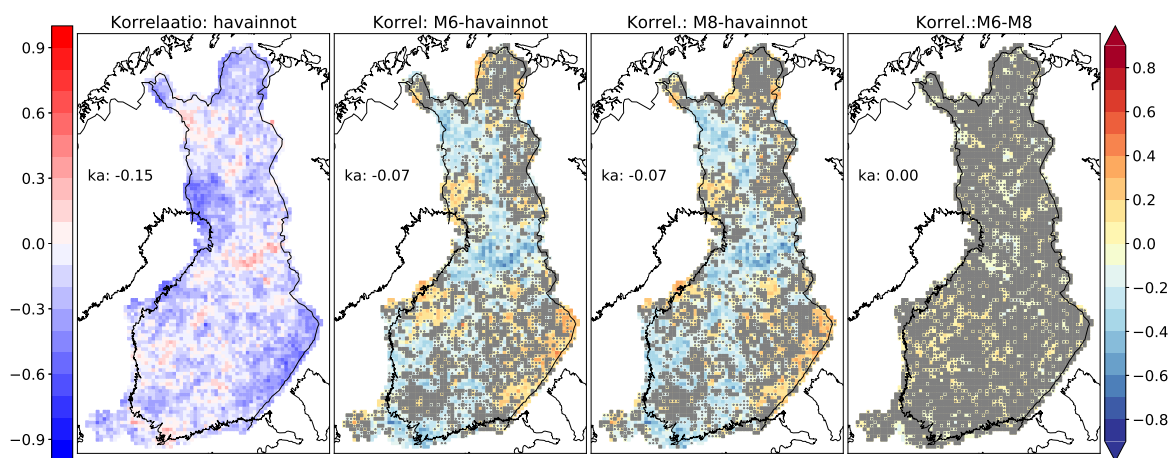 Korrelaatio: havainnot
Korrel: M6-havainnot
Korrel.: M8-havainnot
Korrel.:M6-M8
0.9
0.6
0.3
0.0
−0.3
−0.6
−0.9
ka: -0.15
ka: -0.07
ka: -0.07
ka: 0.00
0.8
0.6
0.4
0.2
0.0
−0.2
−0.4
−0.6
−0.8